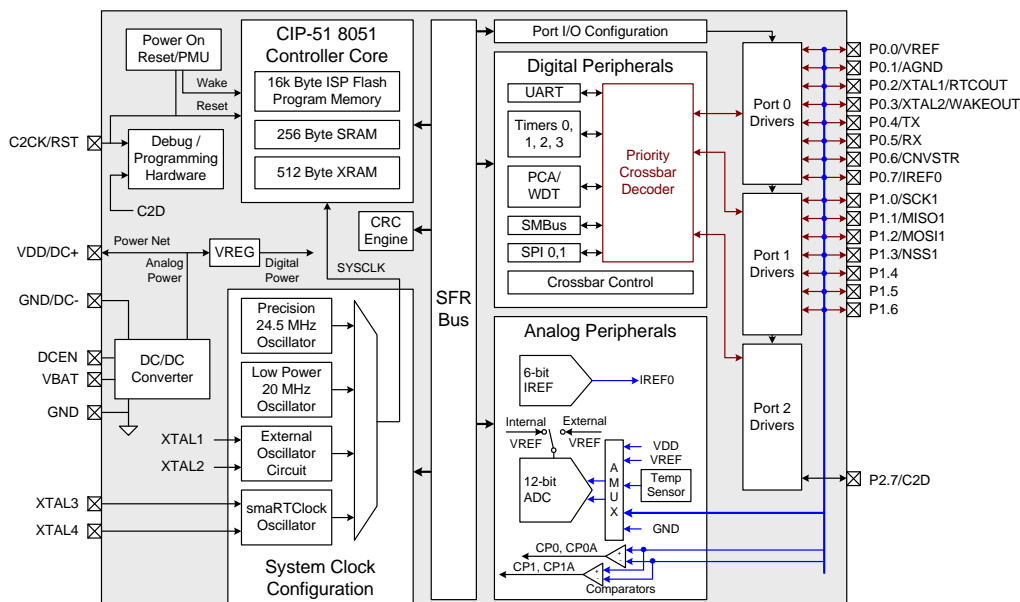 Power On
Reset/PMU
Wake
Reset
C2CK/RST
Debug /
Programming
Hardware
C2D
CIP-51 8051
Controller Core
16k Byte ISP Flash
Program Memory
256 Byte SRAM
512 Byte XRAM
CRC
Engine
VDD/DC+
Power Net
Analog
Power
VREG
Digital
Power
SYSCLK
GND/DC-
DCEN
VBAT
DC/DC
Converter
GND
XTAL1
XTAL2
XTAL3
XTAL4
Precision
24.5 MHz
Oscillator
Low Power
20 MHz
Oscillator
External
Oscillator
Circuit
smaRTClock
Oscillator
System Clock
Configuration
SFR
Bus
Port I/O Configuration
Digital Peripherals
UART
Timers 0,
1, 2, 3
PCA/
WDT
SMBus
SPI 0,1
Priority
Crossbar
Decoder
Crossbar Control
Analog Peripherals
6-bit
IREF
IREF0
Internal
VREF
External
VREF
12-bit
ADC
A
M
U
X
VDD
VREF
Temp
Sensor
GND
CP0, CP0A
+
-
CP1, CP1A
+
-
Comparators
Port 0
Drivers
Port 1
Drivers
Port 2
Drivers
P0.0/VREF
P0.1/AGND
P0.2/XTAL1/RTCOUT
P0.3/XTAL2/WAKEOUT
P0.4/TX
P0.5/RX
P0.6/CNVSTR
P0.7/IREF0
P1.0/SCK1
P1.1/MISO1
P1.2/MOSI1
P1.3/NSS1
P1.4
P1.5
P1.6
P2.7/C2D